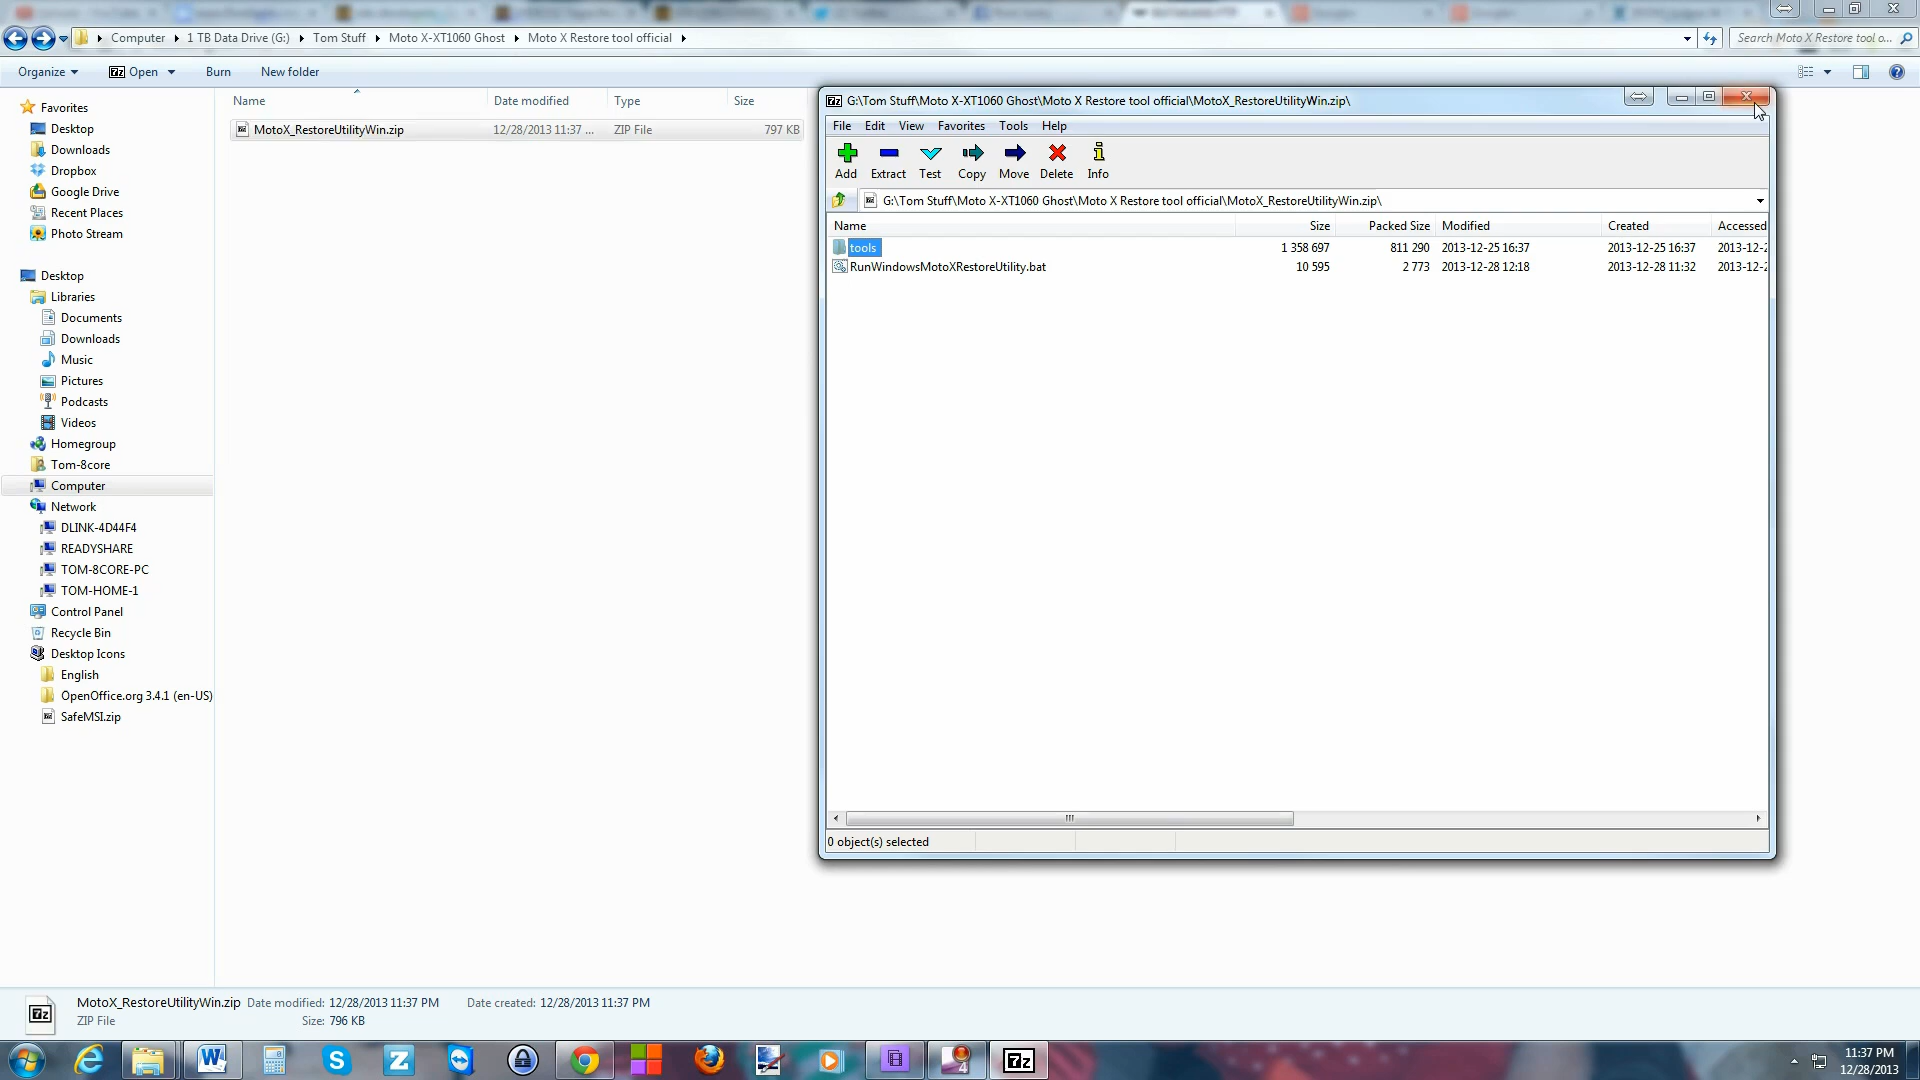 Computer 1 TB Data Drive (G:) Tom Stuff Moto X-XT1060 Ghost Moto X Restore tool official
Search Moto X Restore tool o...
Organize Open Burn New folder
Favorites
Desktop
Downloads
Dropbox
Google Drive
Recent Places
Photo Stream
Desktop
Libraries
Documents
Downloads
Music
Pictures
Podcasts
Videos
Homegroup
Tom-8core
Computer
Network
DLINK-4D44F4
READYSHARE
TOM-8CORE-PC
TOM-HOME-1
Control Panel
Recycle Bin
Desktop Icons
English
OpenOffice.org 3.4.1 (en-US)
SafeMSI.zip
Name Date modified Type Size
MotoX_RestoreUtilityWin.zip 12/28/2013 11:37 ... ZIP File 797 KB
G:\Tom Stuff\Moto X-XT1060 Ghost\Moto X Restore tool official\MotoX_RestoreUtilityWin.zip\
File Edit View Favorites Tools Help
Add Extract Test Copy Move Delete Info
G:\Tom Stuff\Moto X-XT1060 Ghost\Moto X Restore tool official\MotoX_RestoreUtilityWin.zip\
Name Size Packed Size Modified Created Accessed
tools 1 358 697 811 290 2013-12-25 16:37 2013-12-25 16:37 2013-12-2
RunWindowsMotoXRestoreUtility.bat 10 595 2 773 2013-12-28 12:18 2013-12-28 11:32 2013-12-2
0 object(s) selected
MotoX_RestoreUtilityWin.zip Date modified: 12/28/2013 11:37 PM Date created: 12/28/2013 11:37 PM
ZIP File Size: 796 KB
11:37 PM
12/28/2013